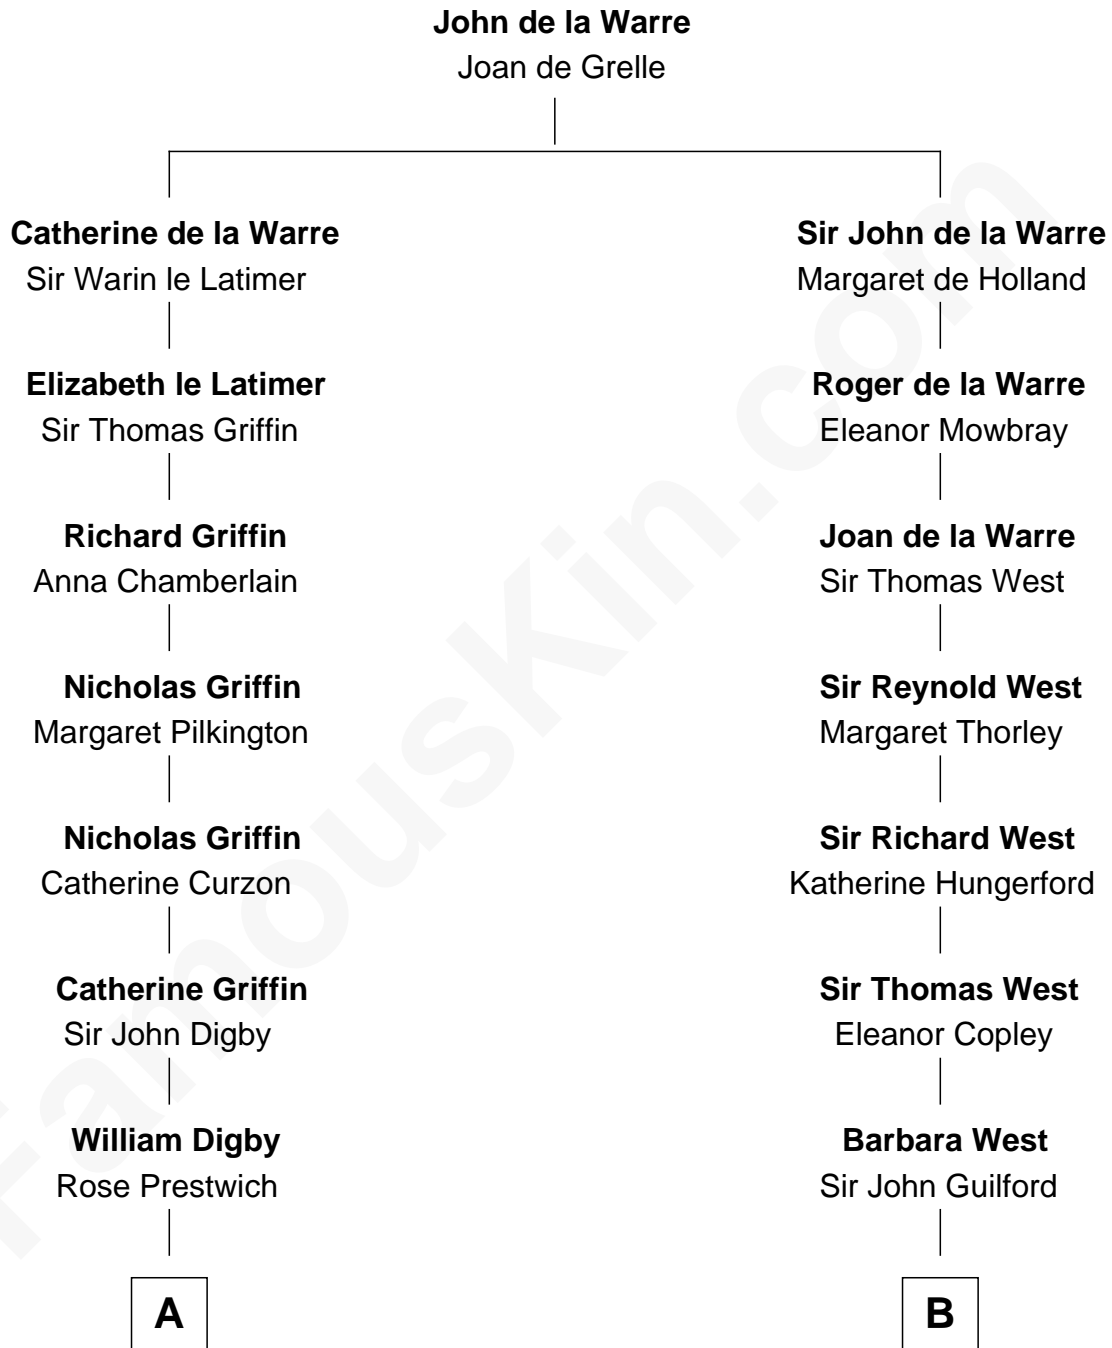 John de la Warre
Joan de Grelle
Catherine de la Warre
Sir Warin le Latimer
Sir John de la Warre
Margaret de Holland
Elizabeth le Latimer
Sir Thomas Griffin
Roger de la Warre
Eleanor Mowbray
Richard Griffin
Anna Chamberlain
Joan de la Warre
Sir Thomas West
Nicholas Griffin
Margaret Pilkington
Sir Reynold West
Margaret Thorley
Nicholas Griffin
Catherine Curzon
Sir Richard West
Katherine Hungerford
Catherine Griffin
Sir John Digby
Sir Thomas West
Eleanor Copley
William Digby
Rose Prestwich
Barbara West
Sir John Guilford
A
B
FamousKin.com